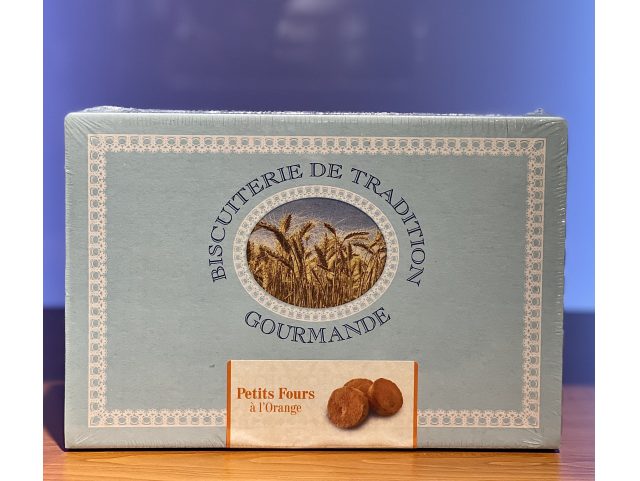 BISCUITERIE DE TRADITION
GOURMANDE
Petits Fours
à l'Orange